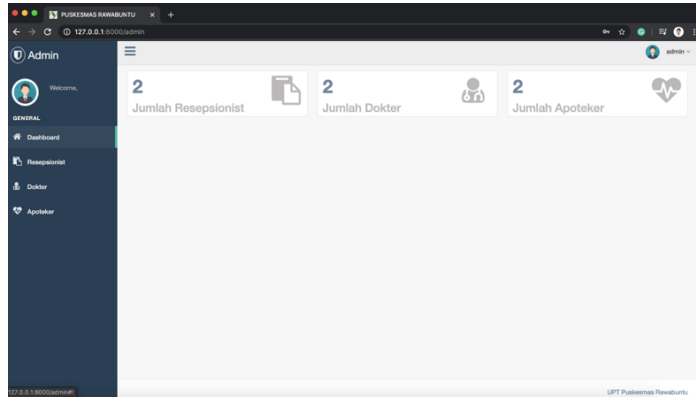 PUSKESMAS RAWABUNTU
127.0.0.1:8000/admin
Admin
admin
Welcome,
2
Jumlah Resepsionist
2
Jumlah Dokter
2
Jumlah Apoteker
GENERAL
Dashboard
Resepsionist
Dokter
Apoteker
127.0.0.1:8000/admin#!
UPT Puskesmas Rawabuntu